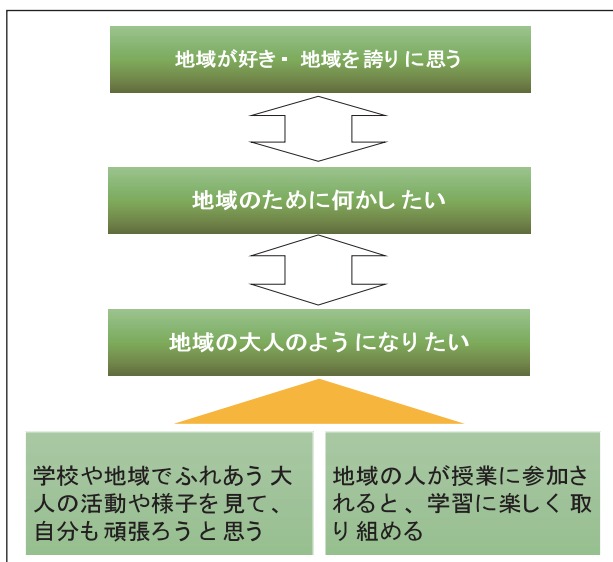 地域が好き・地域を誇りに思う
地域のために何かしたい
地域の大人のようになりたい
学校や地域でふれあう大
人の活動や様子を見て、
自分も頑張ろうと思う
地域の人が授業に参加さ
れると、学習に楽しく取
り組める